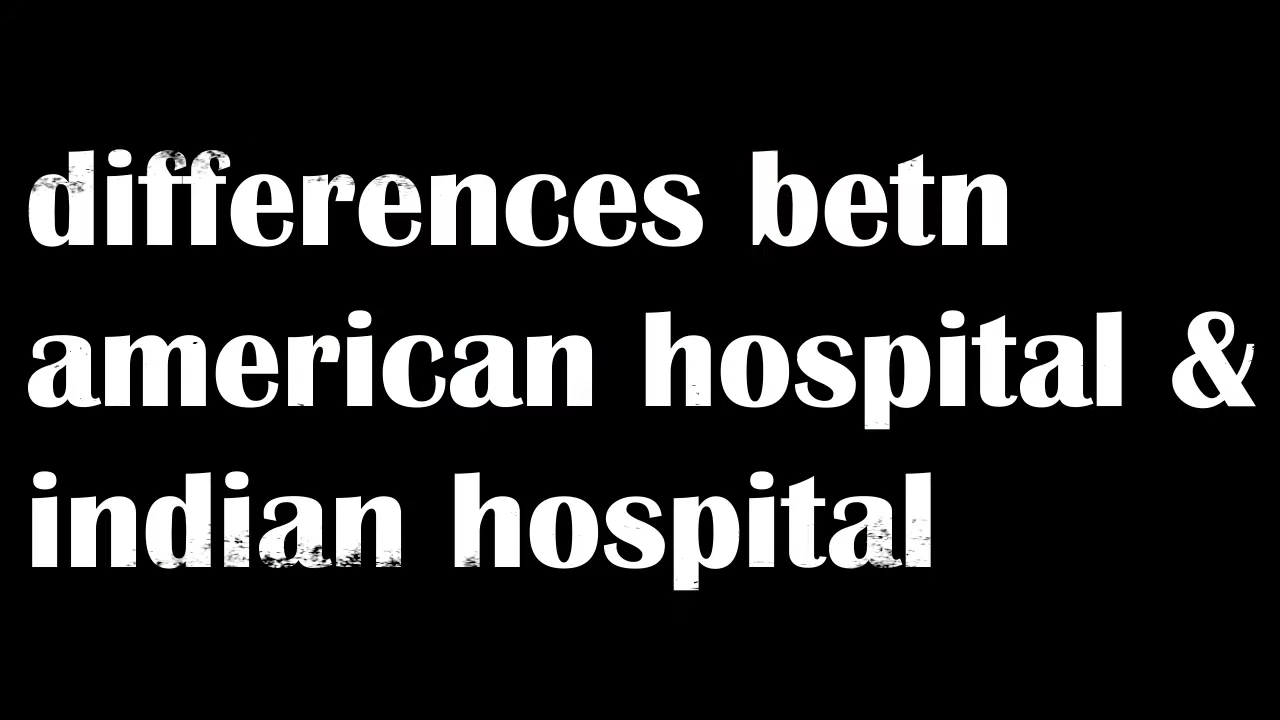 differences betn
american hospital &
indian hospital